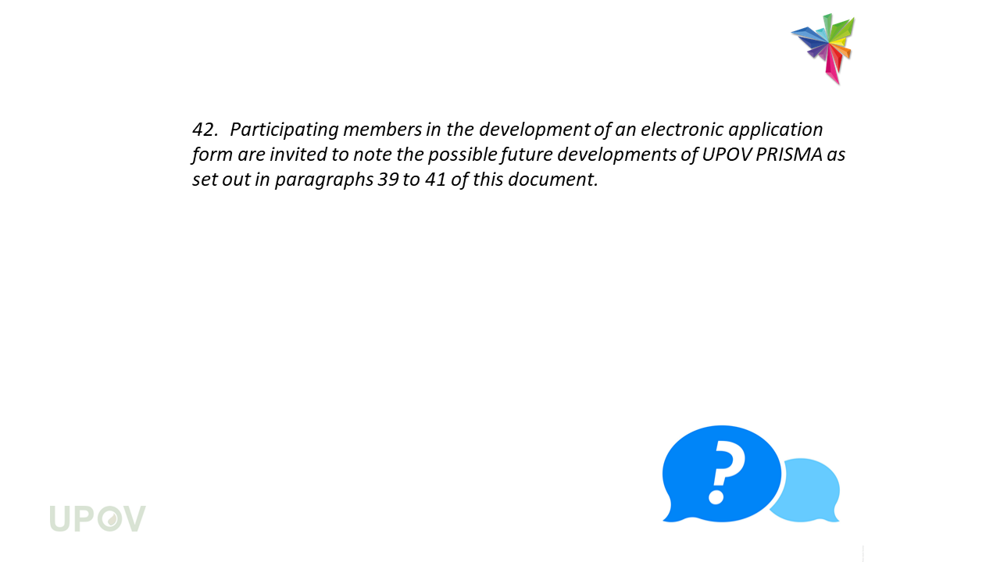 42. Participating members in the development of an electronic application
form are invited to note the possible future developments of UPOV PRISMA as
set out in paragraphs 39 to 41 of this document.
?
UPOV